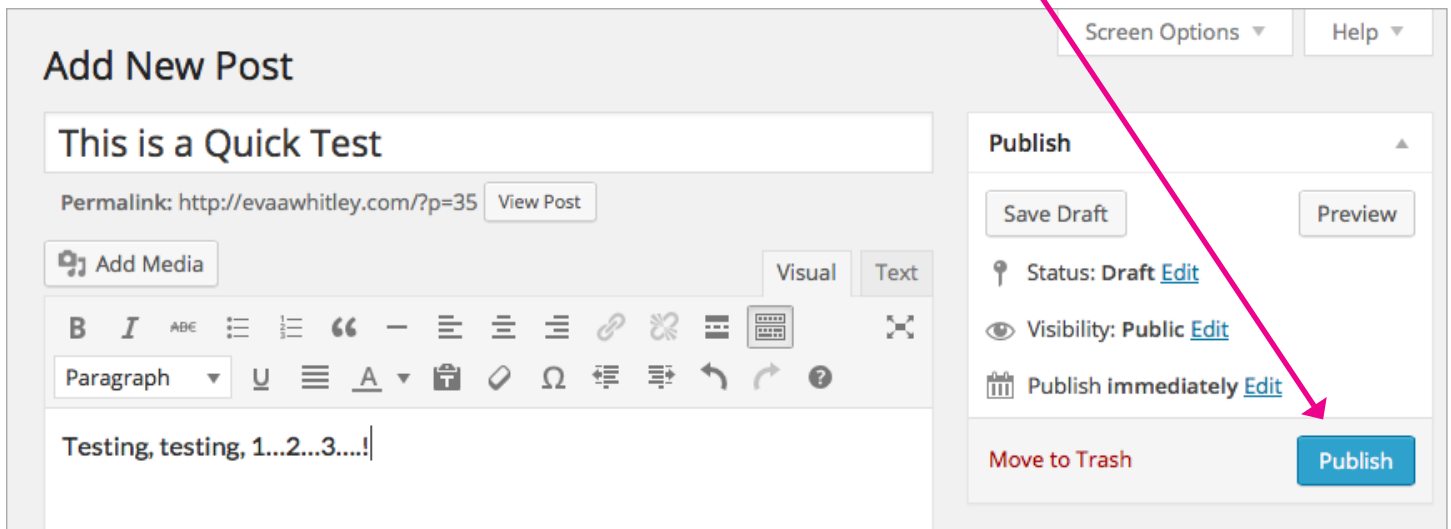 Screen Options Help
Add New Post
This is a Quick Test
Permalink: http://evaawhitley.com/?p=35 View Post
Add Media
Visual Text
B I ABC
Paragraph U A Ω
Testing, testing, 1...2...3....!
Publish
Save Draft Preview
Status: Draft Edit
Visibility: Public Edit
Publish immediately Edit
Move to Trash Publish